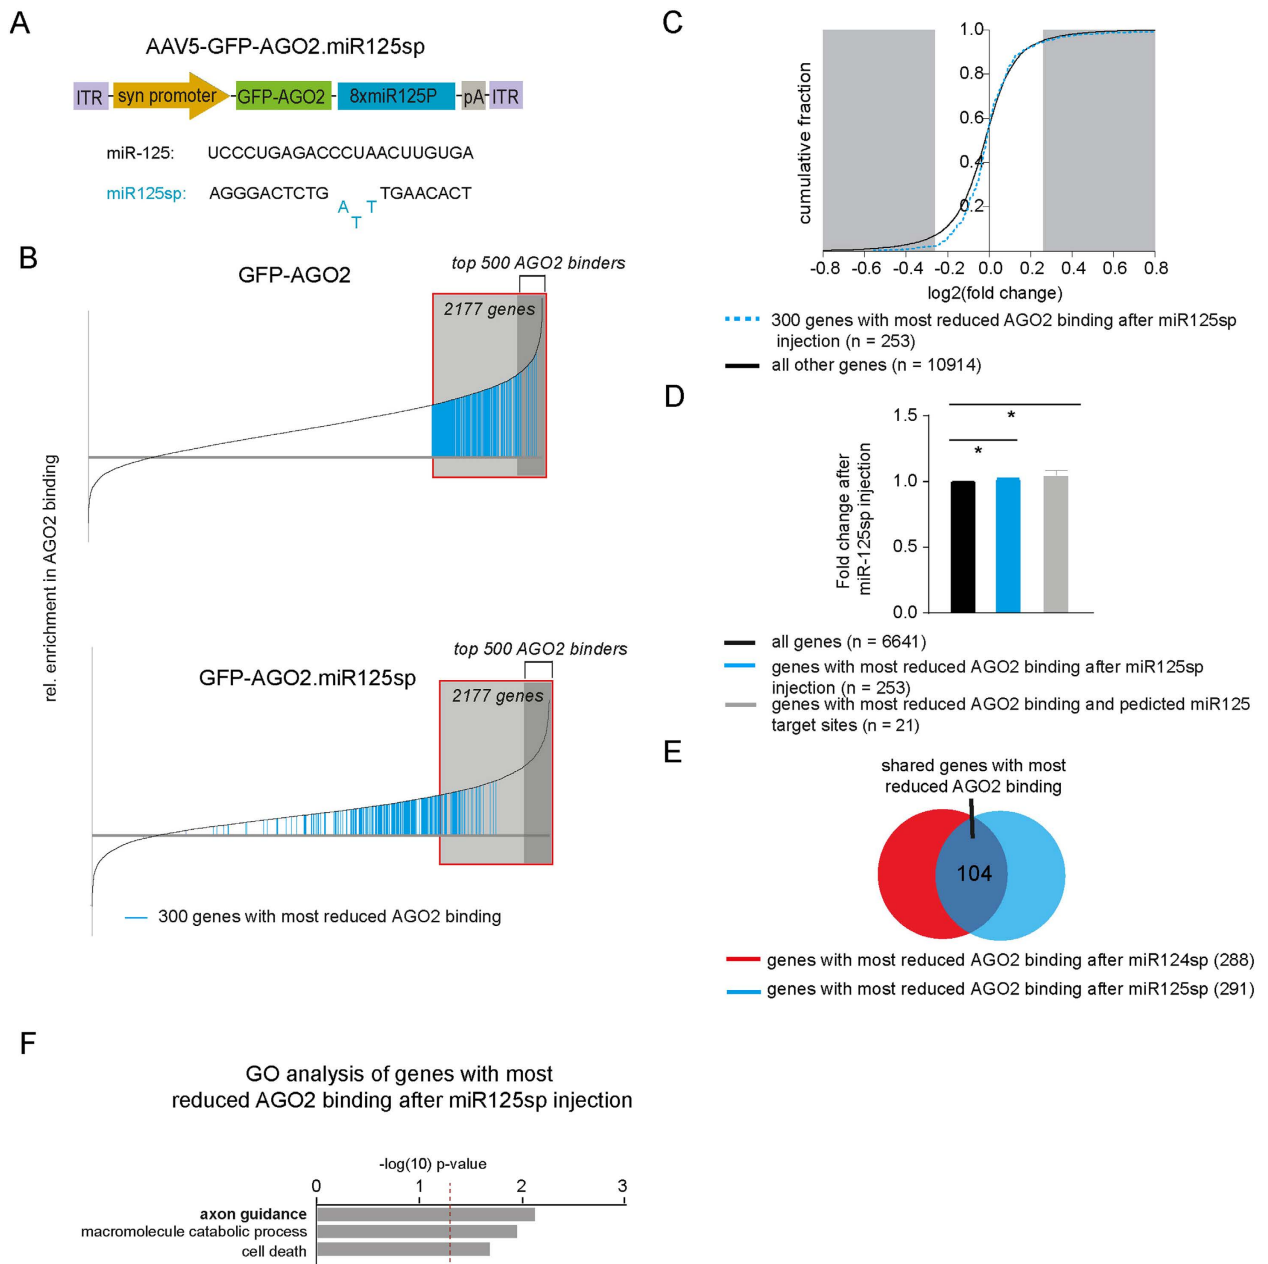 A
AAV5-GFP-AGO2.miR125sp
ITR
syn promoter
GFP-AGO2
8xmiR125P
pA
ITR
miR-125: UCCCUGAGACCCUAACUUGUGA
miR125sp: AGGGACTCTG ATT TGAACACT
B
GFP-AGO2
top 500 AGO2 binders
2177 genes
rel. enrichment in AGO2 binding
GFP-AGO2.miR125sp
top 500 AGO2 binders
2177 genes
300 genes with most reduced AGO2 binding
C
cumulative fraction
1.0
0.8
0.6
0.4
0.2
-0.8 -0.6 -0.4 -0.2 0.0 0.2 0.4 0.6 0.8
log2(fold change)
300 genes with most reduced AGO2 binding after miR125sp
injection (n = 253)
all other genes (n = 10914)
D
Fold change after
miR-125sp injection
1.5
1.0
0.5
0.0
*
*
all genes (n = 6641)
genes with most reduced AGO2 binding after miR125sp
injection (n = 253)
genes with most reduced AGO2 binding and pedicted miR125
target sites (n = 21)
E
shared genes with most
reduced AGO2 binding
104
genes with most reduced AGO2 binding after miR124sp (288)
genes with most reduced AGO2 binding after miR125sp (291)
F
GO analysis of genes with most
reduced AGO2 binding after miR125sp injection
-log(10) p-value
0 1 2 3
axon guidance
macromolecule catabolic process
cell death